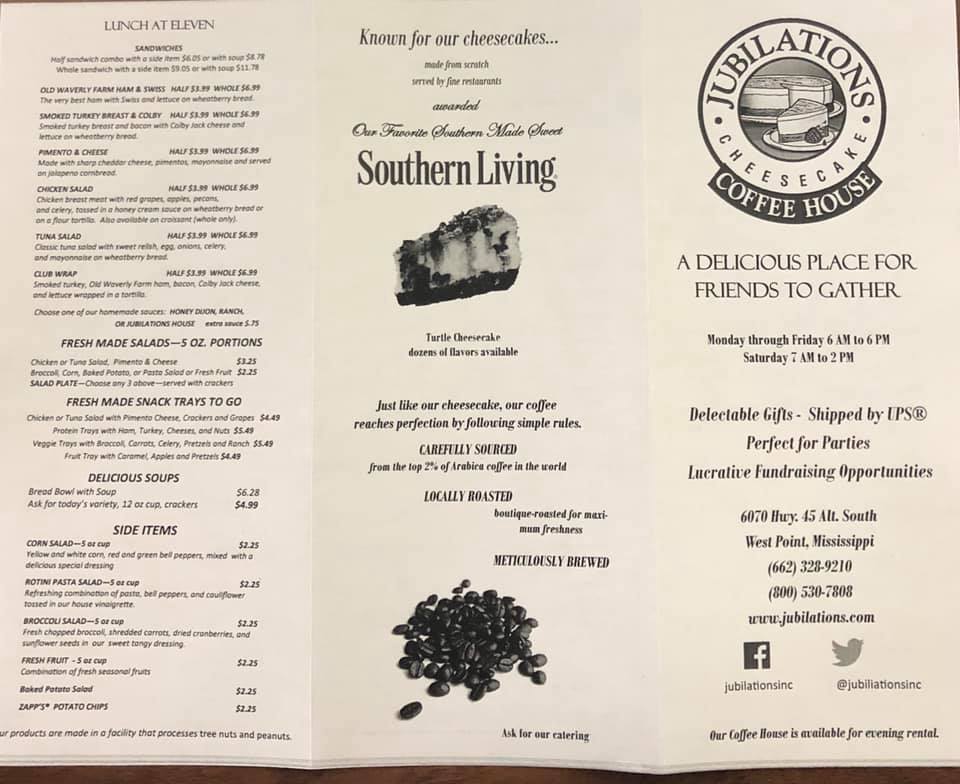 LUNCH AT ELEVEN
SANDWICHES
Half sandwich combo with a side item $6.05 or with soup $8.78
Whole sandwich with a side item $9.05 or with soup $11.78
OLD WAVERLY FARM HAM & SWISS HALF $3.99 WHOLE $6.99
The very best ham with Swiss and lettuce on wheatberry bread.
SMOKED TURKEY BREAST & COLBY HALF $3.99 WHOLE $6.99
Smoked turkey breast and bacon with Colby Jack cheese and
lettuce on wheatberry bread.
PIMENTO & CHEESE HALF $3.99 WHOLE $6.99
Made with sharp cheddar cheese, pimentos, mayonnaise and served
on jalapeno cornbread.
CHICKEN SALAD HALF $3.99 WHOLE $6.99
Chicken breast meat with red grapes, apples, pecans,
and celery, tossed in a honey cream sauce on wheatberry bread or
on a flour tortilla. Also available on croissant (whole only).
TUNA SALAD HALF $3.99 WHOLE $6.99
Classic tuna salad with sweet relish, egg, onions, celery,
and mayonnaise on wheatberry bread.
CLUB WRAP HALF $3.99 WHOLE $6.99
Smoked turkey, Old Waverly Farm ham, bacon, Colby Jack cheese,
and lettuce wrapped in a tortilla.
Choose one of our homemade sauces: HONEY DIJON, RANCH,
OR JUBILATIONS HOUSE extra sauce $.75
FRESH MADE SALADS—5 OZ. PORTIONS
Chicken or Tuna Salad, Pimento & Cheese $3.25
Broccoli, Corn, Baked Potato, or Pasta Salad or Fresh Fruit $2.25
SALAD PLATE—Choose any 3 above—served with crackers
FRESH MADE SNACK TRAYS TO GO
Chicken or Tuna Salad with Pimento Cheese, Crackers and Grapes $4.49
Protein Trays with Ham, Turkey, Cheeses, and Nuts $5.49
Veggie Trays with Broccoli, Carrots, Celery, Pretzels and Ranch $5.49
Fruit Tray with Caramel, Apples and Pretzels $4.49
DELICIOUS SOUPS
Bread Bowl with Soup $6.28
Ask for today's variety, 12 oz cup, crackers $4.99
SIDE ITEMS
CORN SALAD—5 oz cup $2.25
Yellow and white corn, red and green bell peppers, mixed with a
delicious special dressing
ROTINI PASTA SALAD—5 oz cup $2.25
Refreshing combination of pasta, bell peppers, and cauliflower
tossed in our house vinaigrette.
BROCCOLI SALAD—5 oz cup $2.25
Fresh chopped broccoli, shredded carrots, dried cranberries, and
sunflower seeds in our sweet tangy dressing.
FRESH FRUIT - 5 oz cup $2.25
Combination of fresh seasonal fruits
Baked Potato Salad $2.25
ZAPP'S® POTATO CHIPS $2.25
ur products are made in a facility that processes tree nuts and peanuts.
Known for our cheesecakes...
made from scratch
served by fine restaurants
awarded
Our Favorite Southern Made Sweet
Southern Living®
Turtle Cheesecake
dozens of flavors available
Just like our cheesecake, our coffee
reaches perfection by following simple rules.
CAREFULLY SOURCED
from the top 2% of Arabica coffee in the world
LOCALLY ROASTED
boutique-roasted for maxi-
mum freshness
METICULOUSLY BREWED
Ask for our catering
JUBILATIONS
CHEESECAKE
COFFEE HOUSE
A DELICIOUS PLACE FOR
FRIENDS TO GATHER
Monday through Friday 6 AM to 6 PM
Saturday 7 AM to 2 PM
Delectable Gifts - Shipped by UPS®
Perfect for Parties
Lucrative Fundraising Opportunities
6070 Hwy. 45 Alt. South
West Point, Mississippi
(662) 328-9210
(800) 530-7808
www.jubilations.com
jubilationsinc @jubiliationsinc
Our Coffee House is available for evening rental.